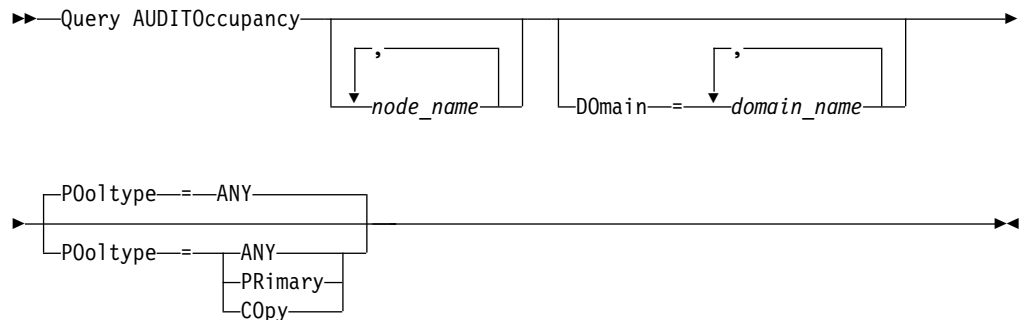 Query AUDITOccupancy
, ,
node_name DOmain = domain_name
POoltype = ANY
POoltype = ANY
PRimary
COpy